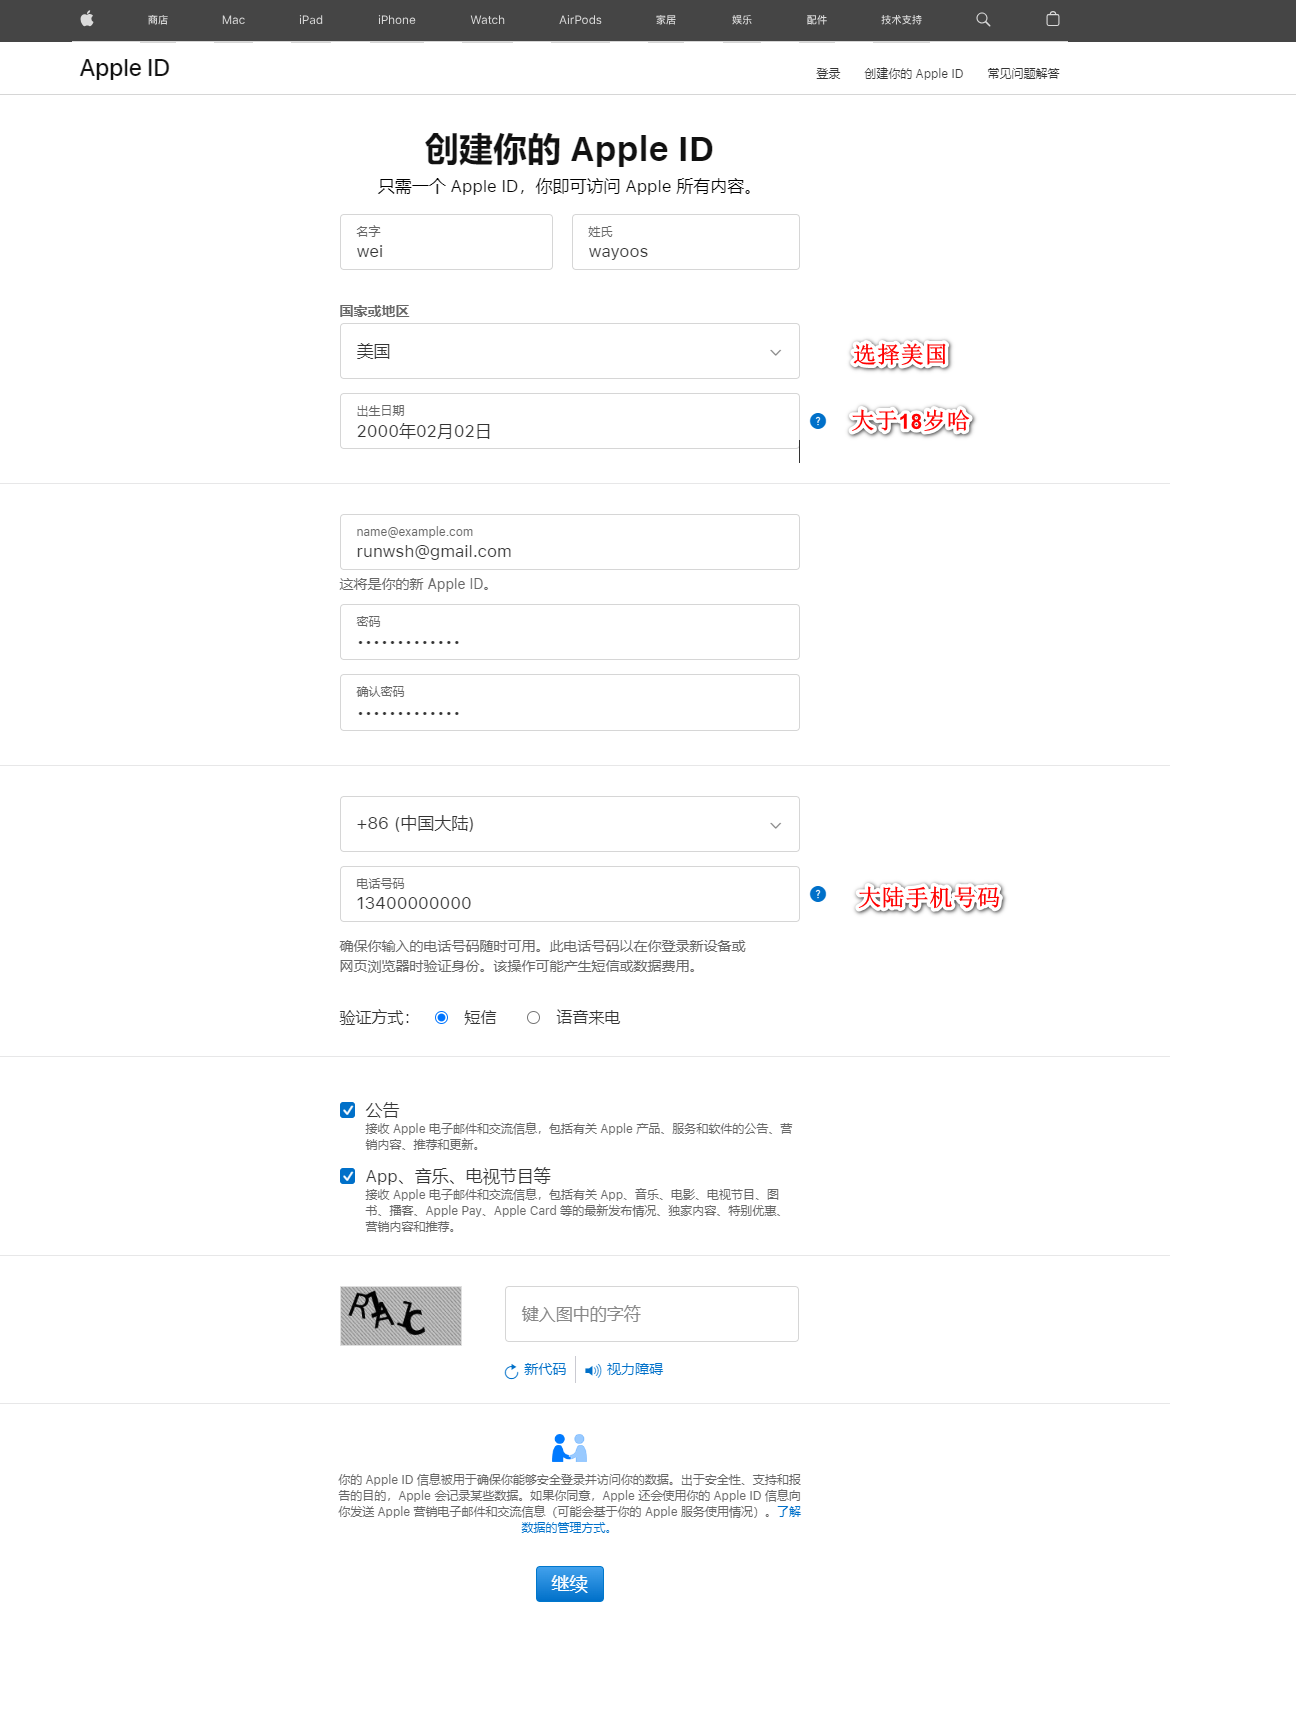 商店 Mac iPad iPhone Watch AirPods 家居 娱乐 配件 技术支持
Apple ID
登录 创建你的 Apple ID 常见问题解答
创建你的 Apple ID
只需一个 Apple ID，你即可访问 Apple 所有内容。
名字
wei
姓氏
wayoos
国家或地区
美国
选择美国
出生日期
2000年02月02日
?
大于18岁哈
name@example.com
runwsh@gmail.com
这将是你的新 Apple ID。
密码
•••••••••••••
确认密码
•••••••••••••
+86 (中国大陆)
电话号码
13400000000
?
大陆手机号码
确保你输入的电话号码随时可用。此电话号码以在你登录新设备或
网页浏览器时验证身份。该操作可能产生短信或数据费用。
验证方式： 短信 语音来电
公告
接收 Apple 电子邮件和交流信息，包括有关 Apple 产品、服务和软件的公告、营
销内容、推荐和更新。
App、音乐、电视节目等
接收 Apple 电子邮件和交流信息，包括有关 App、音乐、电影、电视节目、图
书、播客、Apple Pay、Apple Card 等的最新发布情况、独家内容、特别优惠、
营销内容和推荐。
键入图中的字符
新代码 视力障碍
你的 Apple ID 信息被用于确保你能够安全登录并访问你的数据。出于安全性、支持和报
告的目的，Apple 会记录某些数据。如果你同意，Apple 还会使用你的 Apple ID 信息向
你发送 Apple 营销电子邮件和交流信息（可能会基于你的 Apple 服务使用情况）。了解
数据的管理方式。
继续